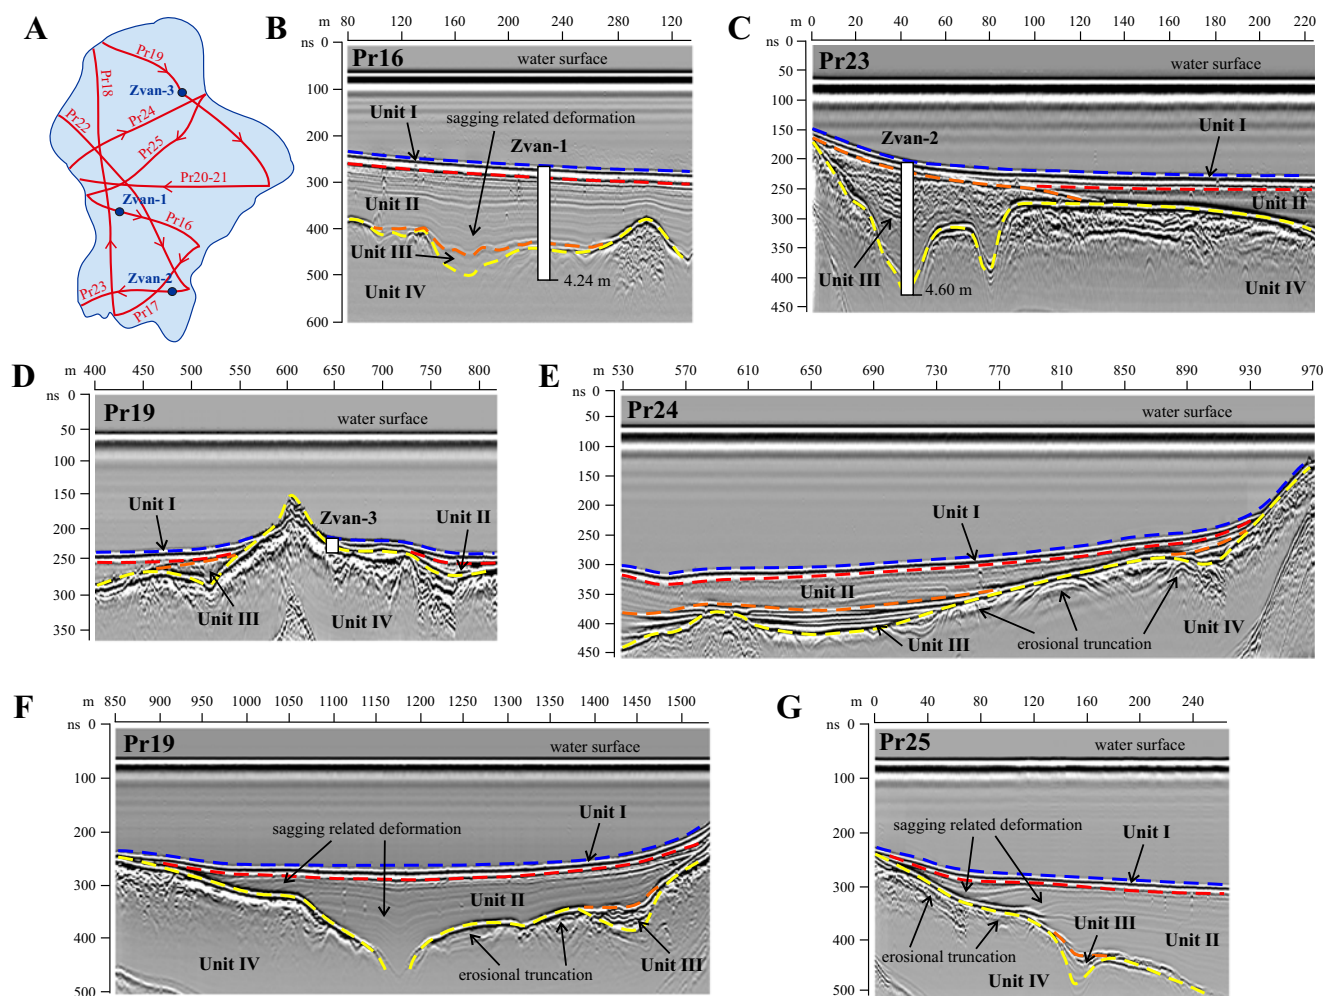 A
Pr19
Pr18
Zvan-3
Pr22
Pr24
Pr25
Pr20-21
Zvan-1
Pr16
Zvan-2
Pr23
Pr17
B
m 80 120 160 200 240 280 320 120
ns 0
100
200
300
400
500
600
Pr16
water surface
Unit I
sagging related deformation
Zvan-1
Unit II
Unit III
Unit IV
4.24 m
C
m 0 20 40 60 80 100 120 140 160 180 200 220
ns 0
50
100
150
200
250
300
350
400
450
Pr23
water surface
Zvan-2
Unit I
Unit II
Unit III
Unit IV
4.60 m
D
m 400 450 500 550 600 650 700 750 800
ns 0
50
100
150
200
250
300
350
Pr19
water surface
Unit I
Zvan-3
Unit II
Unit III
Unit IV
E
m 530 570 610 650 690 730 770 810 850 890 930 970
ns 0
50
100
150
200
250
300
350
400
450
Pr24
water surface
Unit I
Unit II
Unit III
erosional truncation
Unit IV
F
m 850 900 950 1000 1050 1100 1150 1200 1250 1300 1350 1400 1450 1500
ns 0
100
200
300
400
500
Pr19
water surface
sagging related deformation
Unit I
Unit II
Unit IV
erosional truncation
Unit III
G
m 0 40 80 120 160 200 240
ns 0
100
200
300
400
500
Pr25
water surface
sagging related deformation
Unit I
Unit III
Unit II
erosional truncation
Unit IV